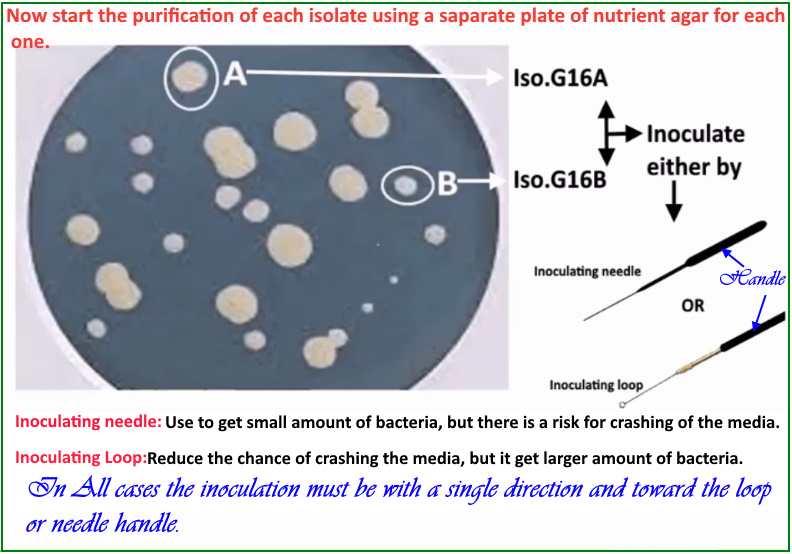 Now start the purification of each isolate using a saparate plate of nutrient agar for each
one.
A
Iso.G16A
Inoculate
either by
B
Iso.G16B
Inoculating needle
Handle
OR
Inoculating loop
Inoculating needle: Use to get small amount of bacteria, but there is a risk for crashing of the media.
Inoculating Loop:Reduce the chance of crashing the media, but it get larger amount of bacteria.
In All cases the inoculation must be with a single direction and toward the loop
or needle handle.